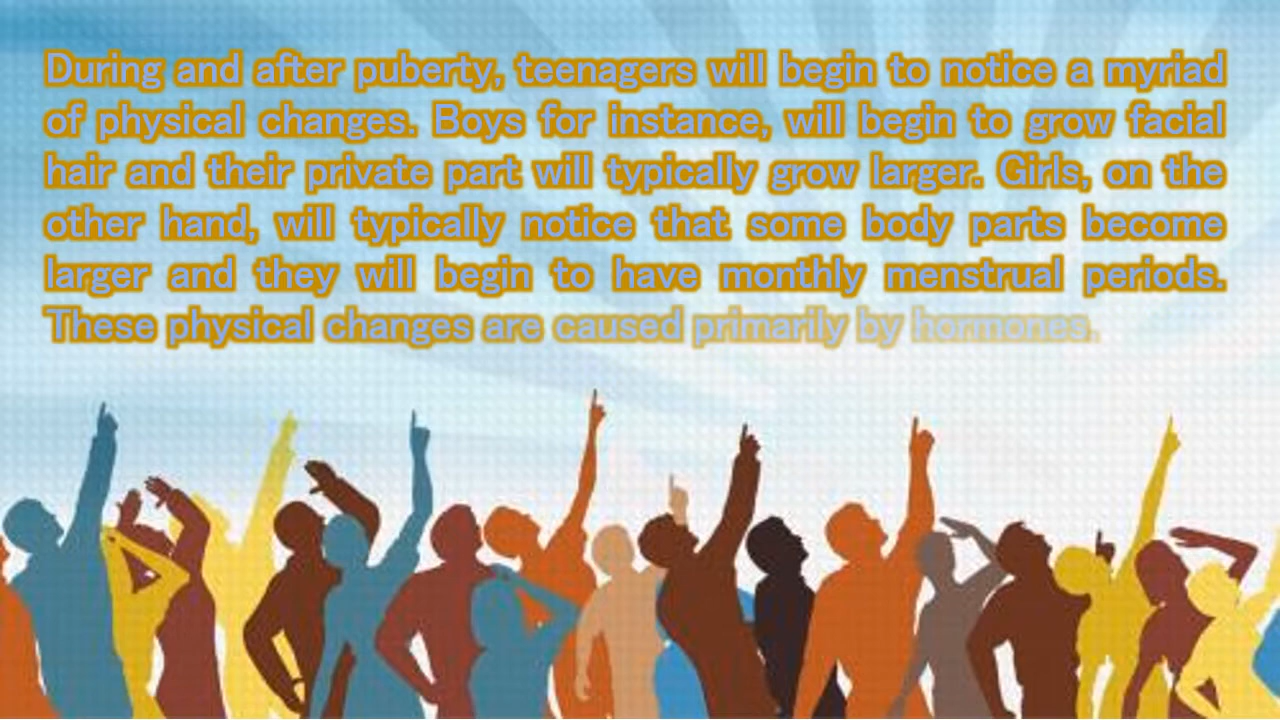 During and after puberty, teenagers will begin to notice a myriad
of physical changes. Boys for instance, will begin to grow facial
hair and their private part will typically grow larger. Girls, on the
other hand, will typically notice that some body parts become
larger and they will begin to have monthly menstrual periods.
These physical changes are caused primarily by hormones.